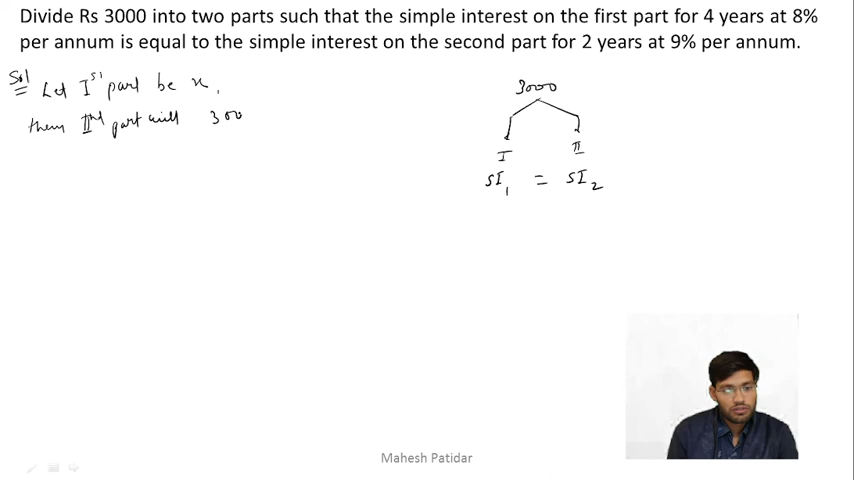 Divide Rs 3000 into two parts such that the simple interest on the first part for 4 years at 8%
per annum is equal to the simple interest on the second part for 2 years at 9% per annum.
Sol Let Ist part be x,
then IInd part will 300
3000
I II
SI1 = SI2
Mahesh Patidar